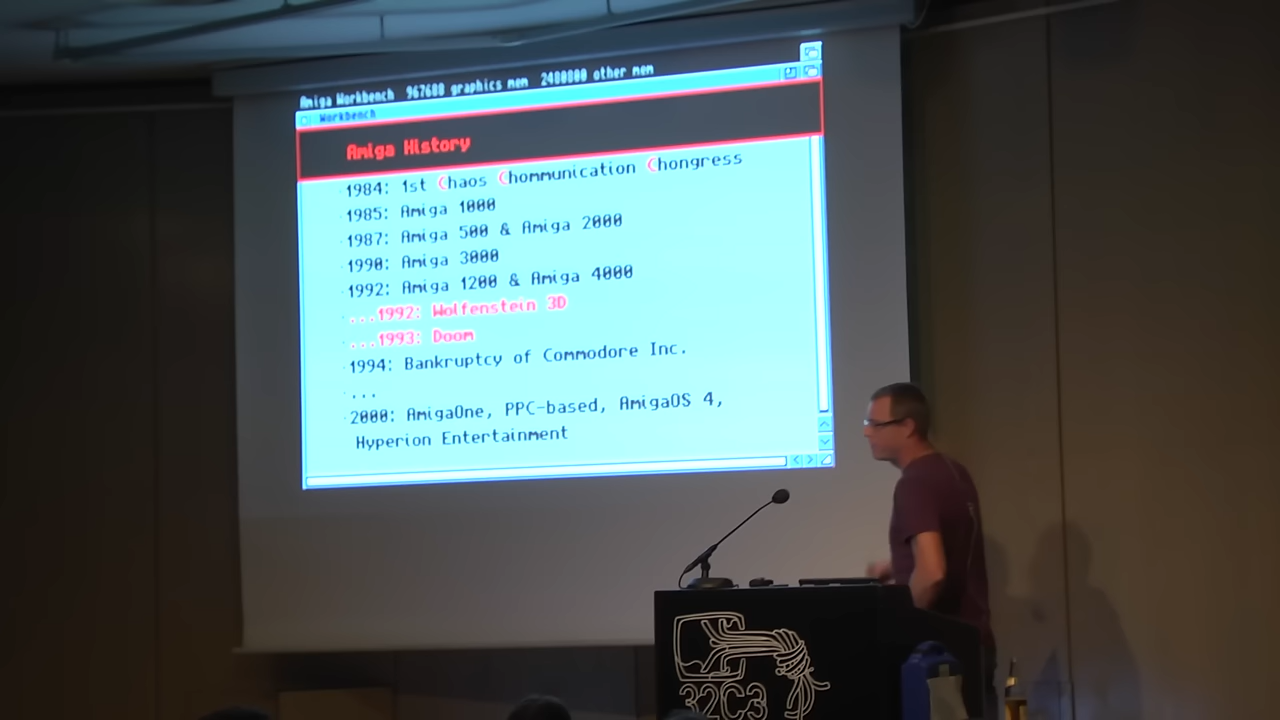 Amiga Workbench 967688 graphics mem 2480800 other mem
Workbench
Amiga History
1984: 1st Chaos Chommunication Chongress
1985: Amiga 1000
1987: Amiga 500 & Amiga 2000
1990: Amiga 3000
1992: Amiga 1200 & Amiga 4000
...1992: Wolfenstein 3D
...1993: Doom
1994: Bankruptcy of Commodore Inc.
...
2000: AmigaOne, PPC-based, AmigaOS 4,
Hyperion Entertainment
32C3